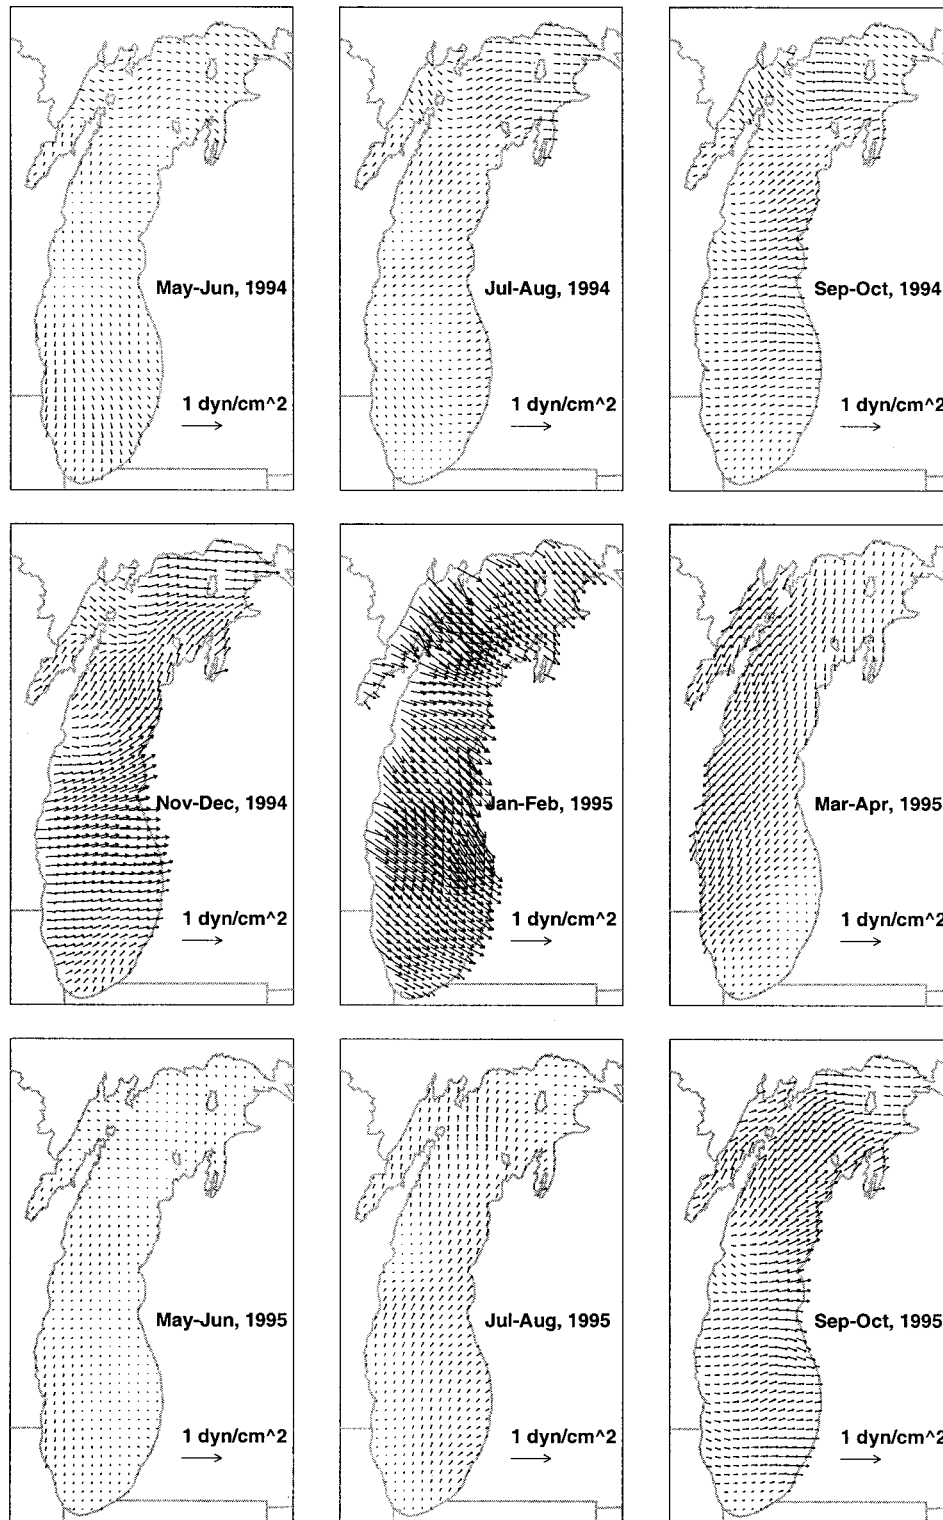 May-Jun, 1994
1 dyn/cm^2
Jul-Aug, 1994
1 dyn/cm^2
Sep-Oct, 1994
1 dyn/cm^2
Nov-Dec, 1994
1 dyn/cm^2
Jan-Feb, 1995
1 dyn/cm^2
Mar-Apr, 1995
1 dyn/cm^2
May-Jun, 1995
1 dyn/cm^2
Jul-Aug, 1995
1 dyn/cm^2
Sep-Oct, 1995
1 dyn/cm^2